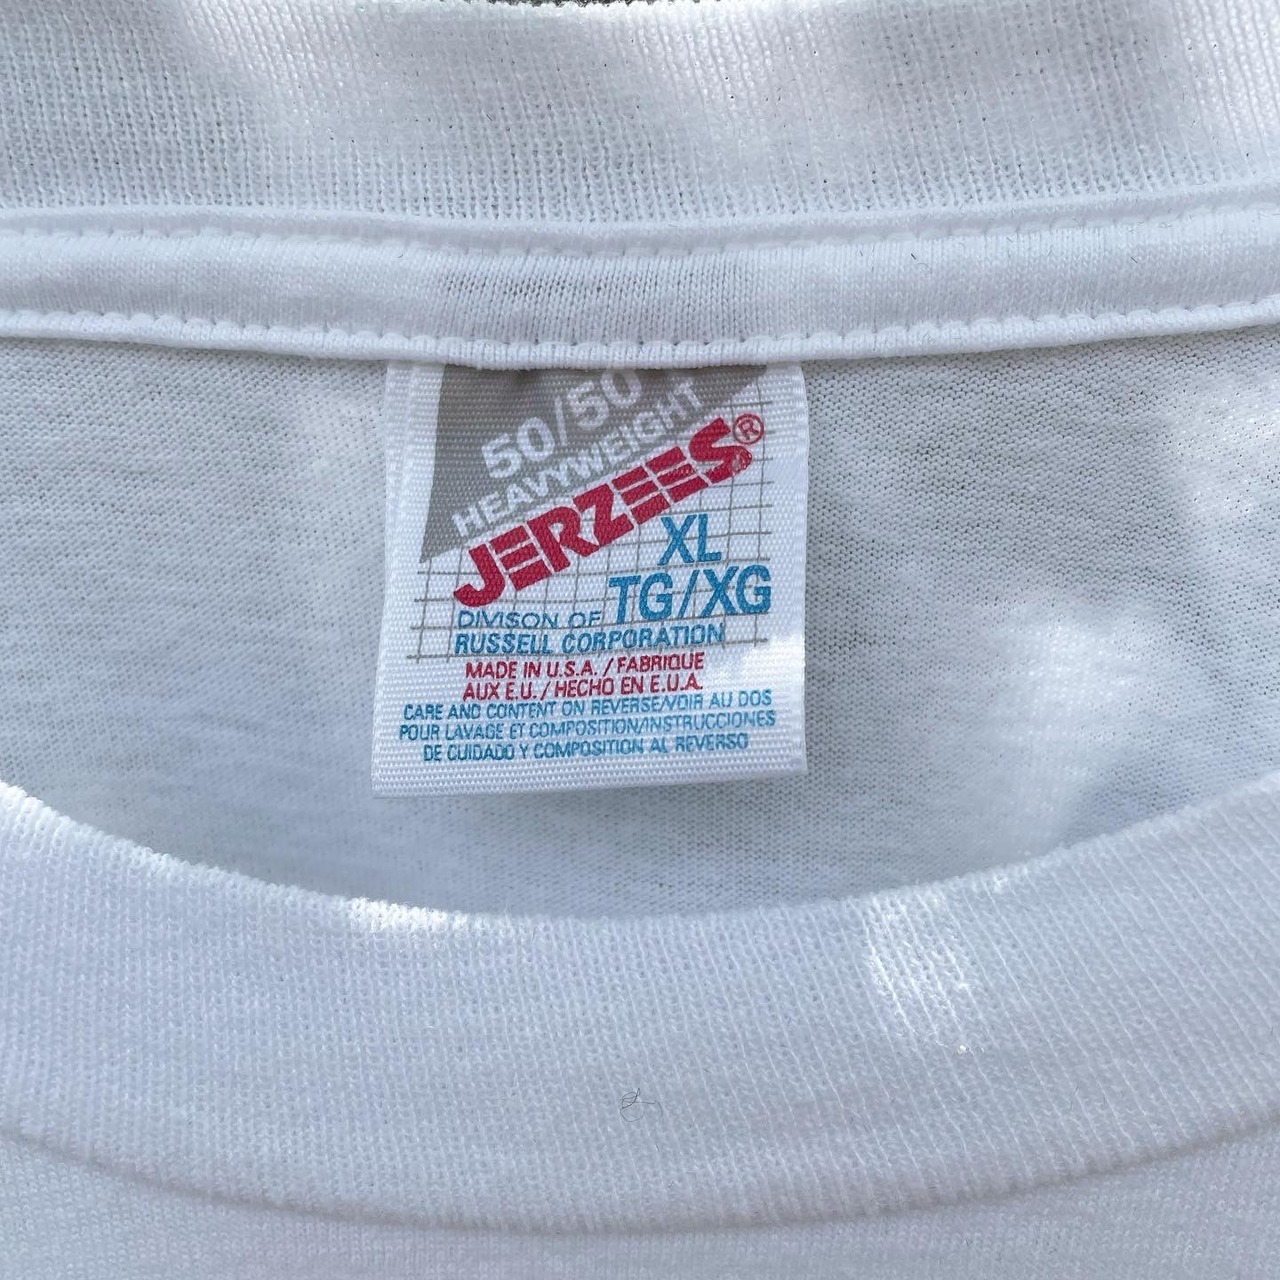 50/50
HEAVYWEIGHT
JERZEES®
XL
TG/XG
DIVISON OF
RUSSELL CORPORATION
MADE IN U.S.A. / FABRIQUE
AUX E.U. / HECHO EN E.U.A.
CARE AND CONTENT ON REVERSE/VOIR AU DOS
POUR LAVAGE ET COMPOSITION/INSTRUCCIONES
DE CUIDADO Y COMPOSITION AL REVERSO